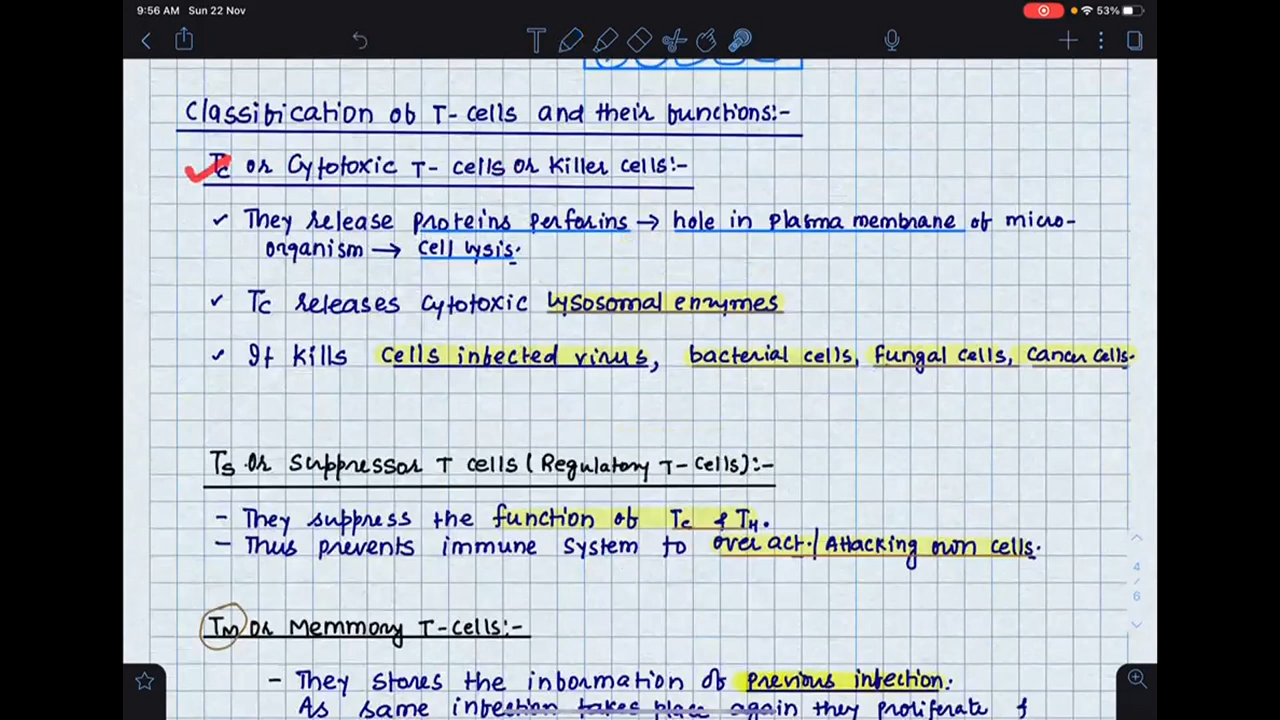 9:56 AM Sun 22 Nov
53%
Classification of T-cells and their functions:-
Tc or Cytotoxic T-cells or Killer cells:-
They release proteins perforins → hole in plasma membrane of micro-
organism → cell lysis.
Tc releases cytotoxic lysosomal enzymes
It kills cells infected virus, bacterial cells, fungal cells, cancer cells.
Ts or Suppressor T cells (Regulatory T-cells):-
- They suppress the function of Tc & TH.
- Thus prevents immune system to over act./Attacking own cells.
TM or Memmory T-cells:-
- They stores the information of previous infection.
As same infection takes place again they proliferate &
4
/
6